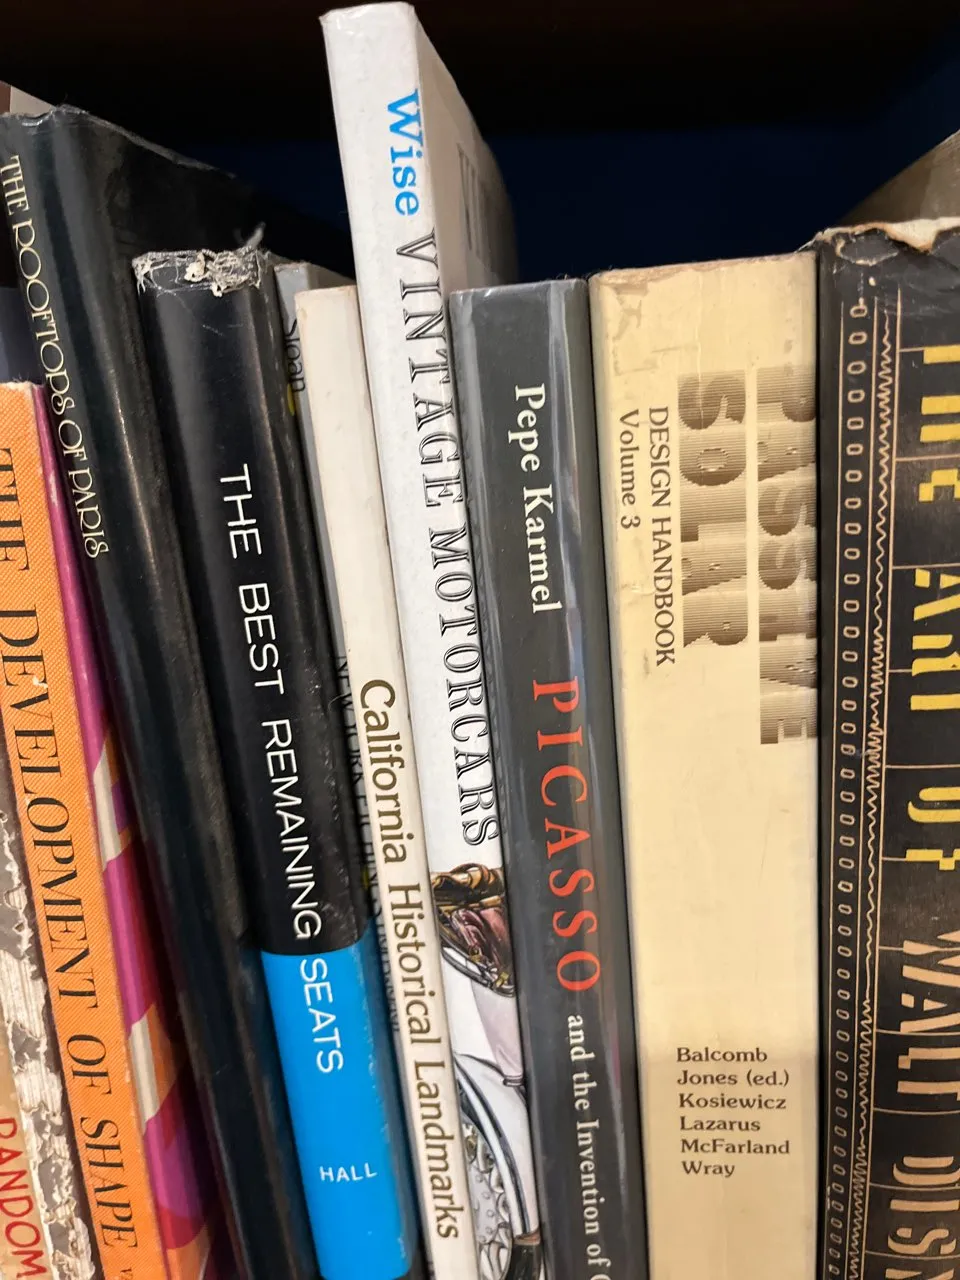 RANDOM
THE DEVELOPMENT OF SHAPE
THE ROOFTOPS OF PARIS
THE BEST REMAINING SEATS
HALL
Sloan
California Historical Landmarks
Wise VINTAGE MOTORCARS
Pepe Karmel PICASSO and the Invention of
PASSIVE
SOLAR
DESIGN HANDBOOK
Volume 3
Balcomb
Jones (ed.)
Kosiewicz
Lazarus
McFarland
Wray
THE ART OF WALT DISN